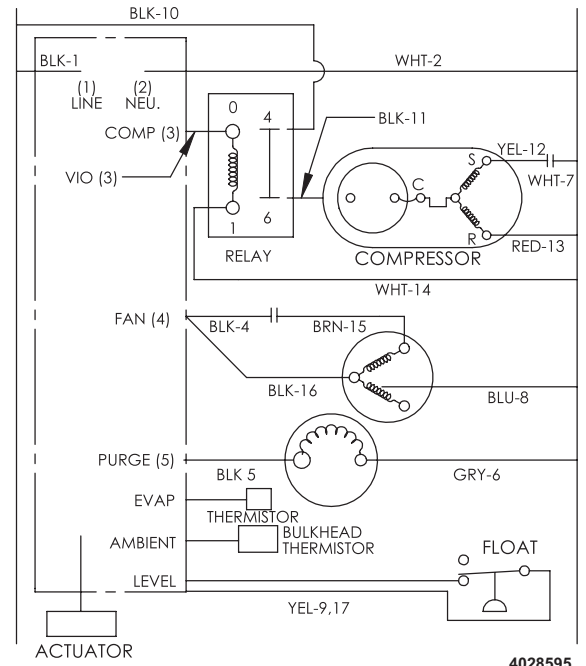 BLK-10
BLK-1
WHT-2
(1)
LINE
(2)
NEU.
0
4
COMP (3)
BLK-11
VIO (3)
YEL-12
S
WHT-7
C
1
6
R
RED-13
RELAY
COMPRESSOR
WHT-14
FAN (4)
BLK-4
BRN-15
BLK-16
BLU-8
PURGE (5)
BLK 5
GRY-6
EVAP
THERMISTOR
AMBIENT
BULKHEAD
THERMISTOR
FLOAT
LEVEL
YEL-9,17
ACTUATOR
4028595